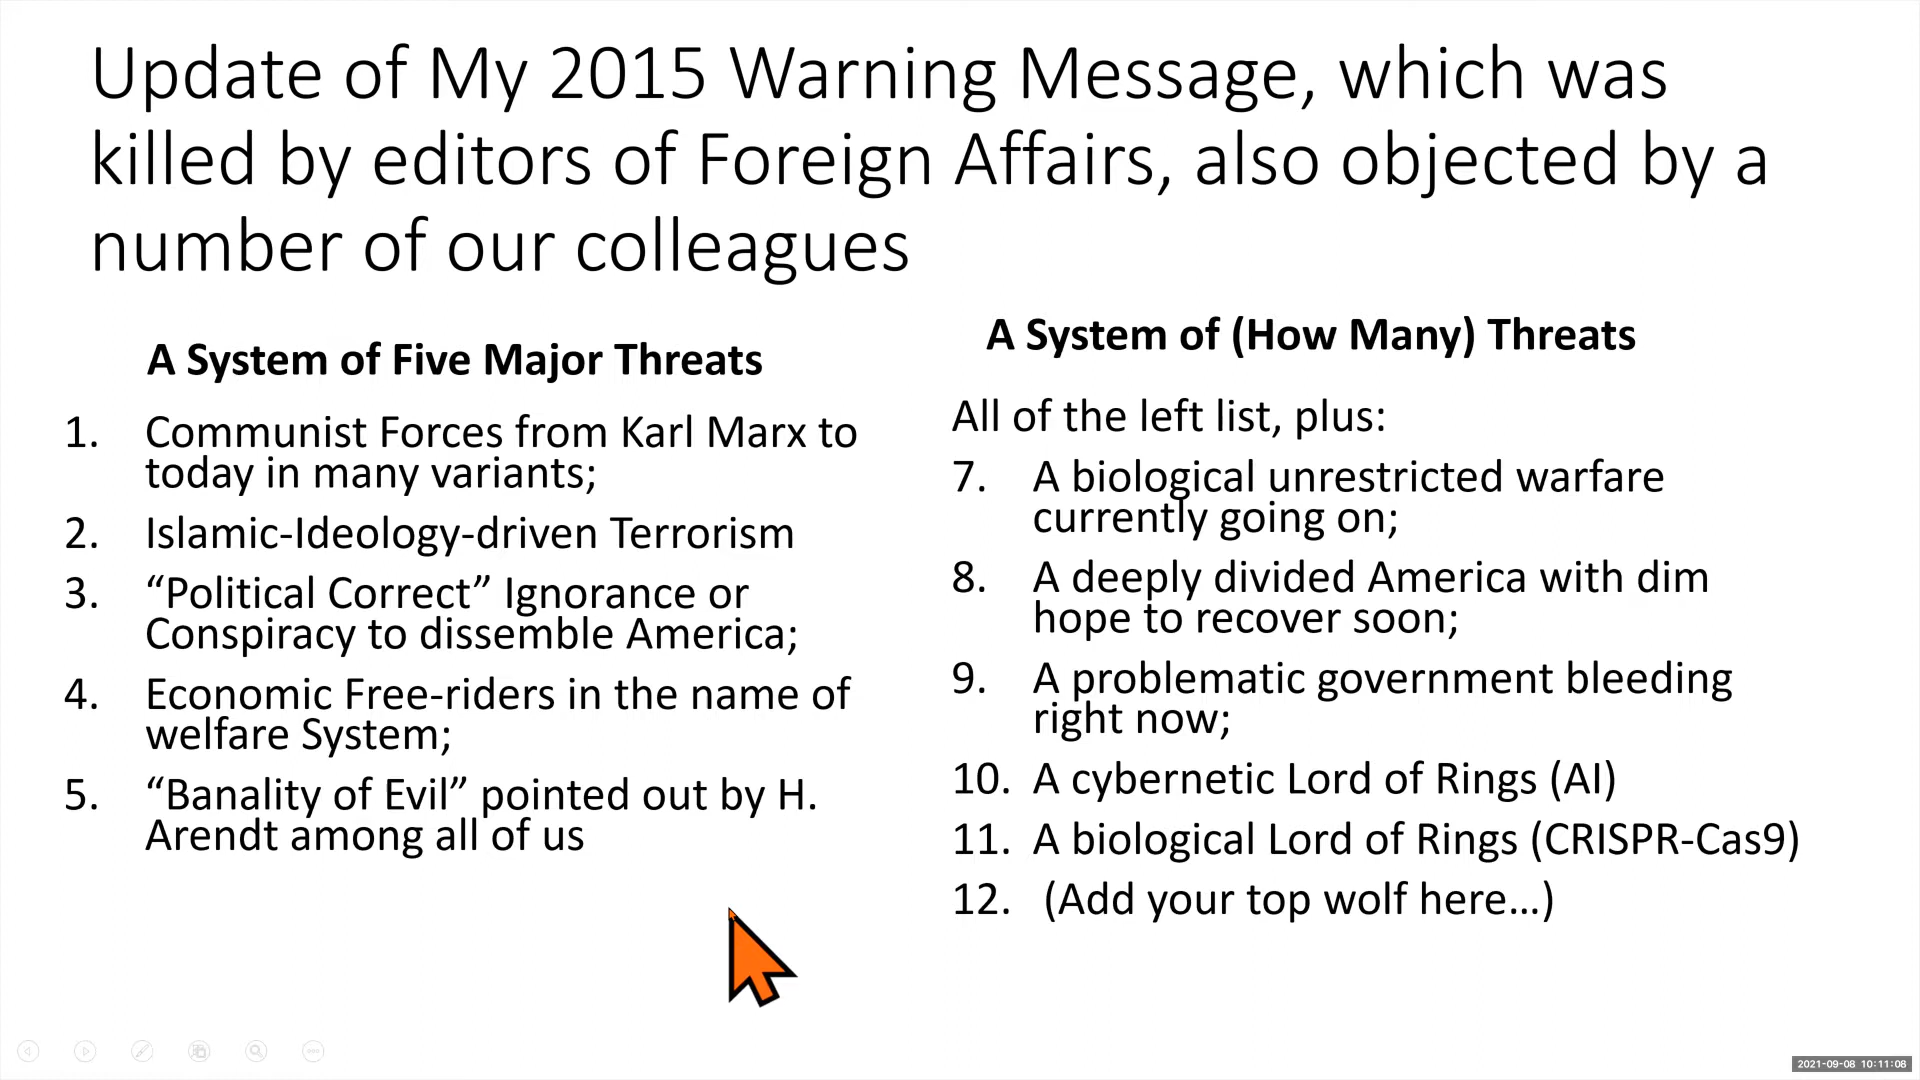 Update of My 2015 Warning Message, which was
killed by editors of Foreign Affairs, also objected by a
number of our colleagues
A System of Five Major Threats
1. Communist Forces from Karl Marx to
today in many variants;
2. Islamic-Ideology-driven Terrorism
3. “Political Correct” Ignorance or
Conspiracy to dissemble America;
4. Economic Free-riders in the name of
welfare System;
5. “Banality of Evil” pointed out by H.
Arendt among all of us
A System of (How Many) Threats
All of the left list, plus:
7. A biological unrestricted warfare
currently going on;
8. A deeply divided America with dim
hope to recover soon;
9. A problematic government bleeding
right now;
10. A cybernetic Lord of Rings (AI)
11. A biological Lord of Rings (CRISPR-Cas9)
12. (Add your top wolf here…)
2021-09-08 10:11:08